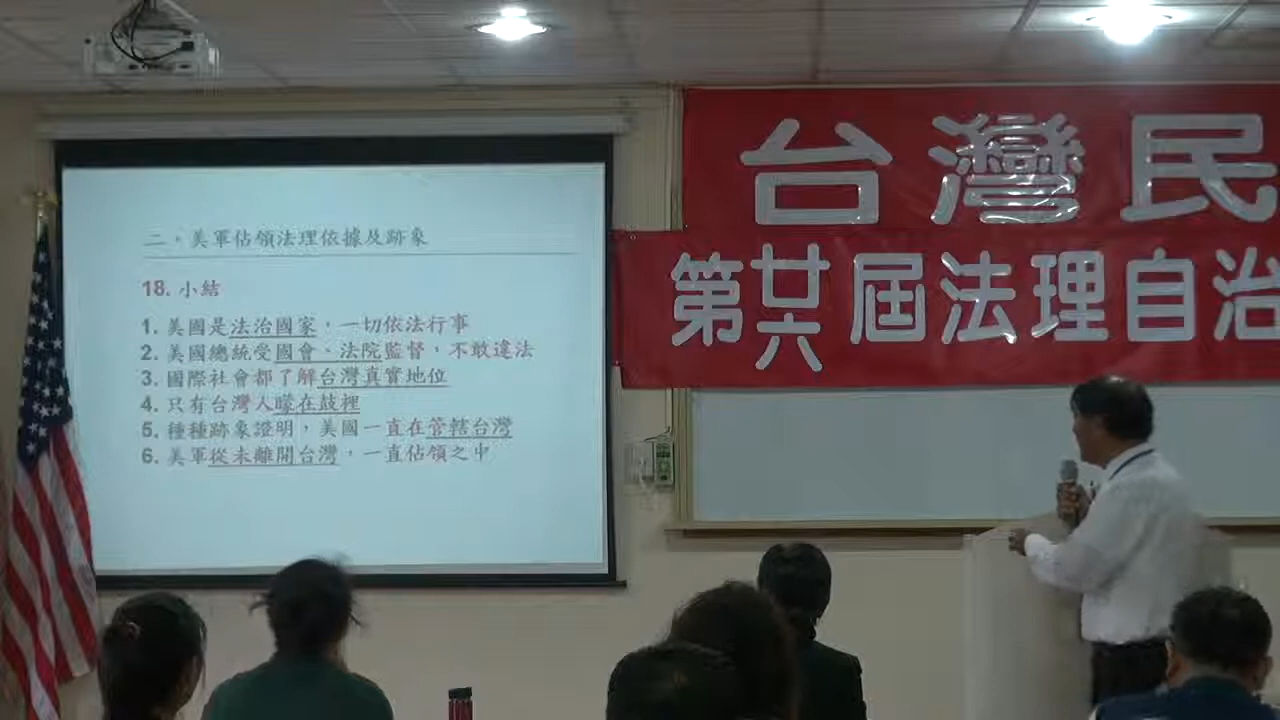 台灣民
第廿六屆法理自治
二、美軍佔領法理依據及跡象
18. 小結
1. 美國是法治國家，一切依法行事
2. 美國總統受國會、法院監督，不敢違法
3. 國際社會都了解台灣真實地位
4. 只有台灣人矇在鼓裡
5. 種種跡象證明，美國一直在管轄台灣
6. 美軍從未離開台灣，一直佔領之中